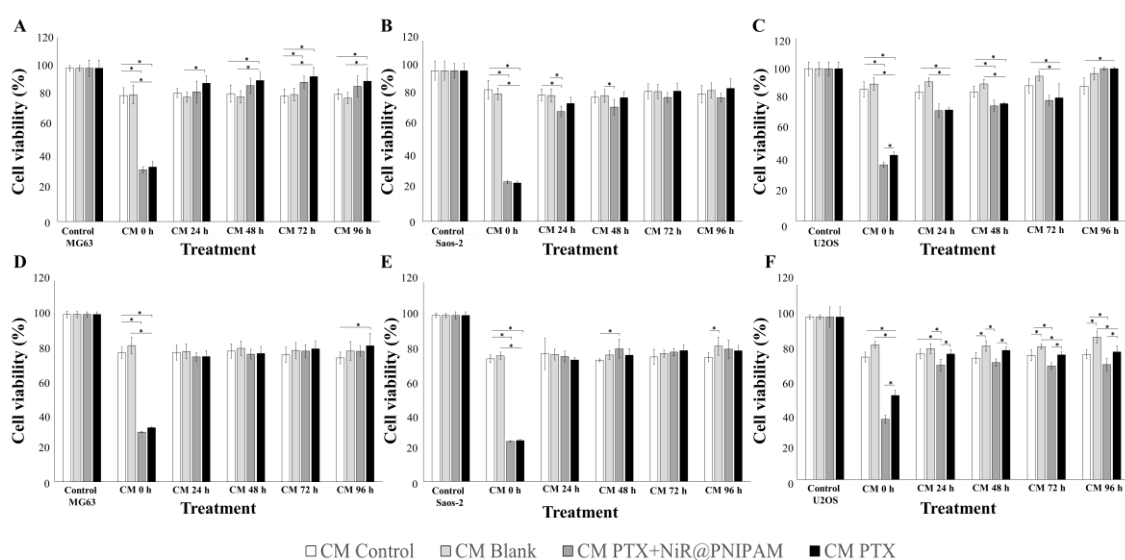 A
B
C
Cell viability (%)
120
100
80
60
40
20
0
Control MG63
CM 0 h
CM 24 h
CM 48 h
CM 72 h
CM 96 h
Treatment
Cell viability (%)
120
100
80
60
40
20
0
Control Saos-2
CM 0 h
CM 24 h
CM 48 h
CM 72 h
CM 96 h
Treatment
Cell viability (%)
120
100
80
60
40
20
0
Control U2OS
CM 0 h
CM 24 h
CM 48 h
CM 72 h
CM 96 h
Treatment
D
E
F
Cell viability (%)
120
100
80
60
40
20
0
Control MG63
CM 0 h
CM 24 h
CM 48 h
CM 72 h
CM 96 h
Treatment
Cell viability (%)
120
100
80
60
40
20
0
Control Saos-2
CM 0 h
CM 24 h
CM 48 h
CM 72 h
CM 96 h
Treatment
Cell viability (%)
120
100
80
60
40
20
0
Control U2OS
CM 0 h
CM 24 h
CM 48 h
CM 72 h
CM 96 h
Treatment
CM Control CM Blank CM PTX+NiR@PNIPAM CM PTX